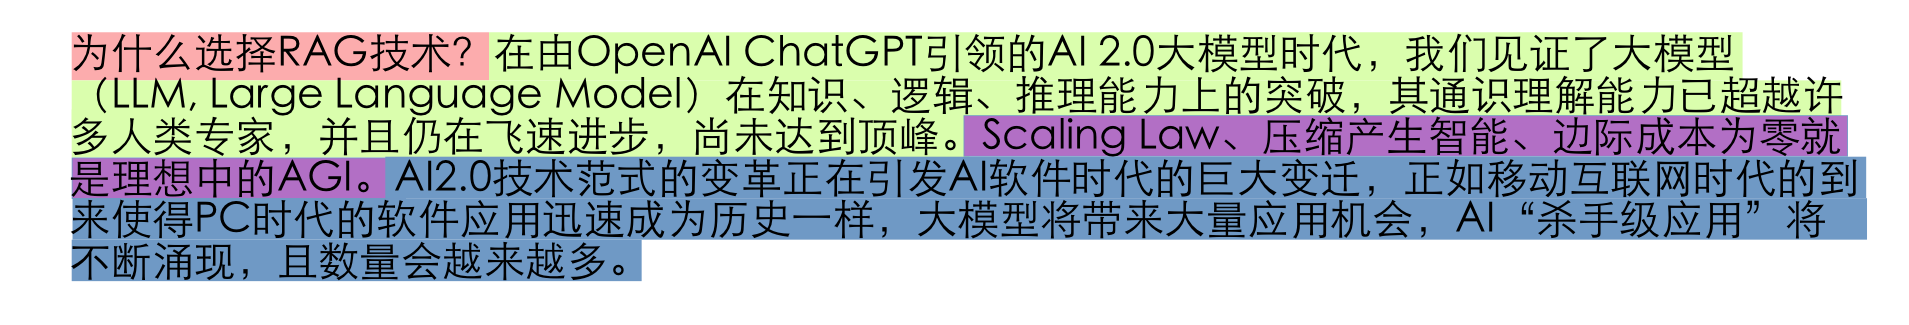 为什么选择RAG技术？在由OpenAI ChatGPT引领的AI 2.0大模型时代，我们见证了大模型
（LLM, Large Language Model）在知识、逻辑、推理能力上的突破，其通识理解能力已超越许
多人类专家，并且仍在飞速进步，尚未达到顶峰。Scaling Law、压缩产生智能、边际成本为零就
是理想中的AGI。AI2.0技术范式的变革正在引发AI软件时代的巨大变迁，正如移动互联网时代的到
来使得PC时代的软件应用迅速成为历史一样，大模型将带来大量应用机会，AI“杀手级应用”将
不断涌现，且数量会越来越多。